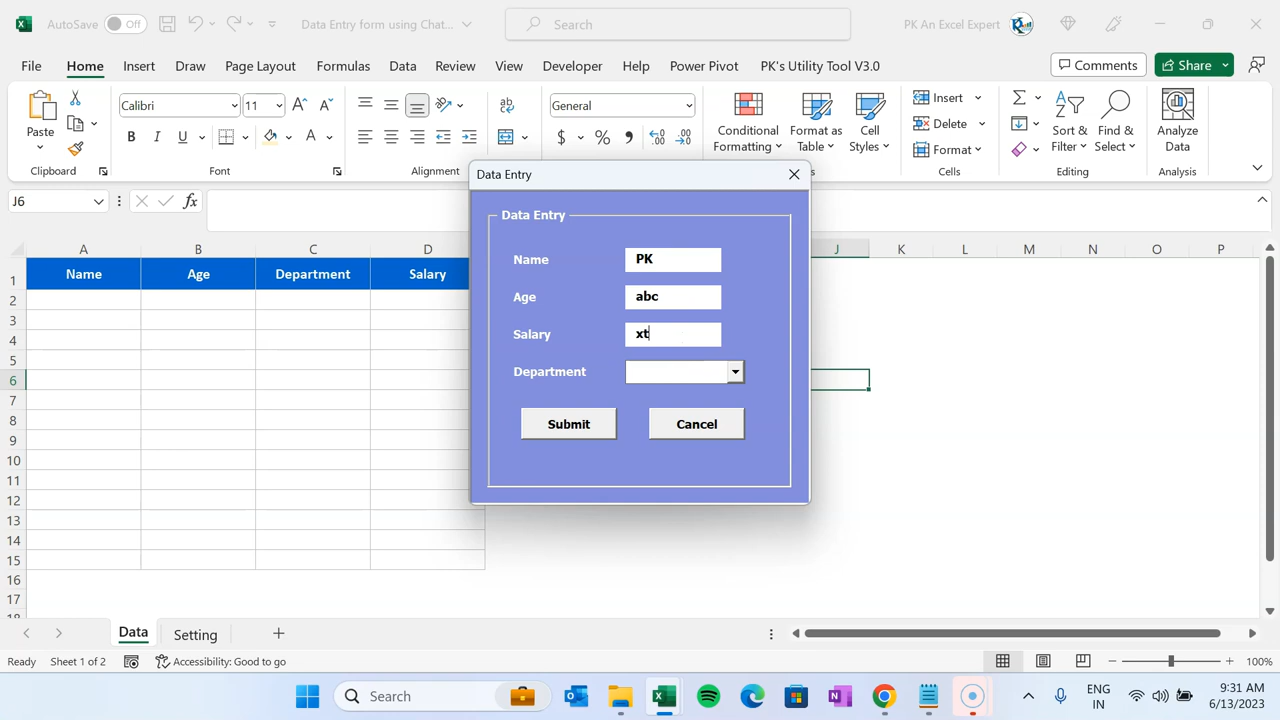 AutoSave Off Data Entry form using Chat... Search PK An Excel Expert
File Home Insert Draw Page Layout Formulas Data Review View Developer Help Power Pivot PK's Utility Tool V3.0 Comments Share
Paste
Clipboard
Calibri 11
B I U
Font
ab
Alignment
General
$ %
Conditional Formatting
Format as Table
Cell Styles
Insert
Delete
Format
Cells
Sort & Filter
Find & Select
Editing
Analyze Data
Analysis
J6 fx
A B C D J K L M N O P
1 Name Age Department Salary
2
3
4
5
6
7
8
9
10
11
12
13
14
15
16
17
18
Data Entry
Data Entry
Name PK
Age abc
Salary xt
Department
Submit Cancel
Data Setting
Ready Sheet 1 of 2 Accessibility: Good to go 100%
Search
ENG
IN
9:31 AM
6/13/2023